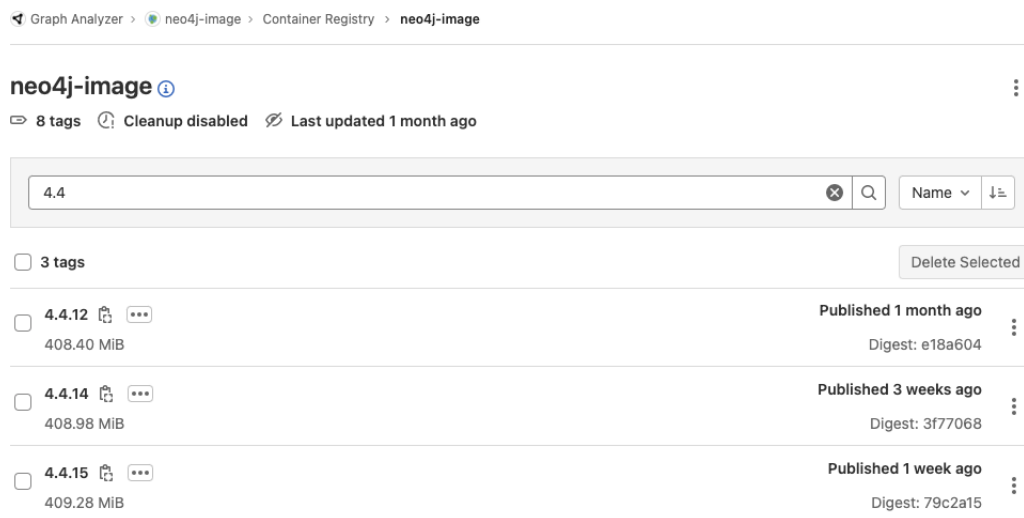 Graph Analyzer > neo4j-image > Container Registry > neo4j-image
neo4j-image
8 tags Cleanup disabled Last updated 1 month ago
4.4 Name
3 tags Delete Selected
4.4.12 Published 1 month ago
408.40 MiB Digest: e18a604
4.4.14 Published 3 weeks ago
408.98 MiB Digest: 3f77068
4.4.15 Published 1 week ago
409.28 MiB Digest: 79c2a15